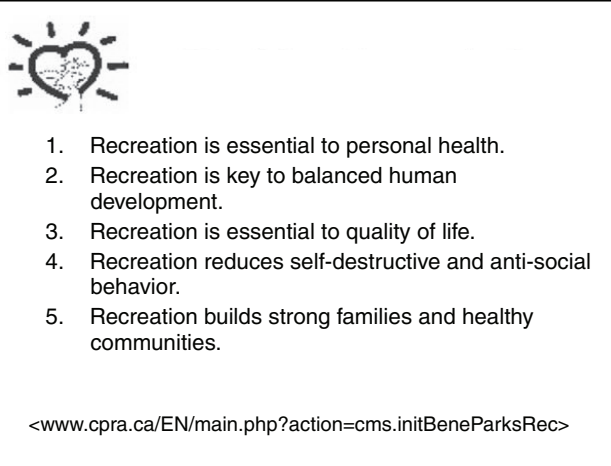 1. Recreation is essential to personal health.
2. Recreation is key to balanced human
development.
3. Recreation is essential to quality of life.
4. Recreation reduces self-destructive and anti-social
behavior.
5. Recreation builds strong families and healthy
communities.
<www.cpra.ca/EN/main.php?action=cms.initBeneParksRec>